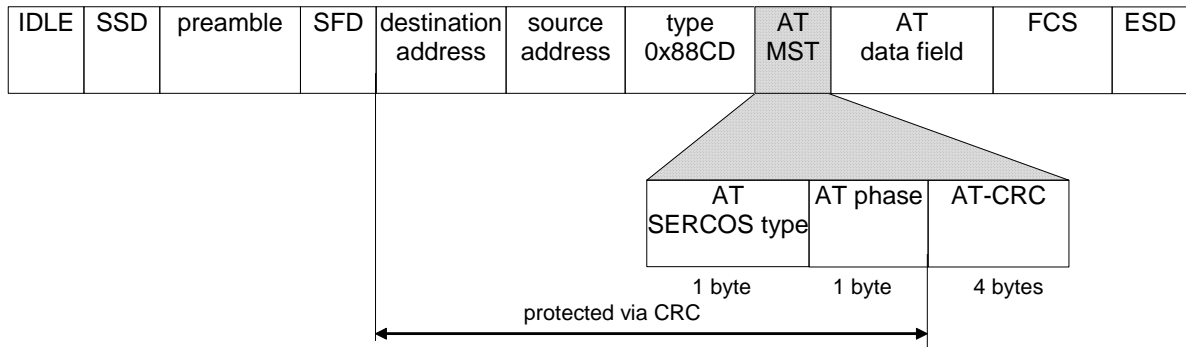 IDLE SSD preamble SFD destination source type AT AT FCS ESD
address address 0x88CD MST data field
AT AT phase AT-CRC
SERCOS type
1 byte 1 byte 4 bytes
protected via CRC